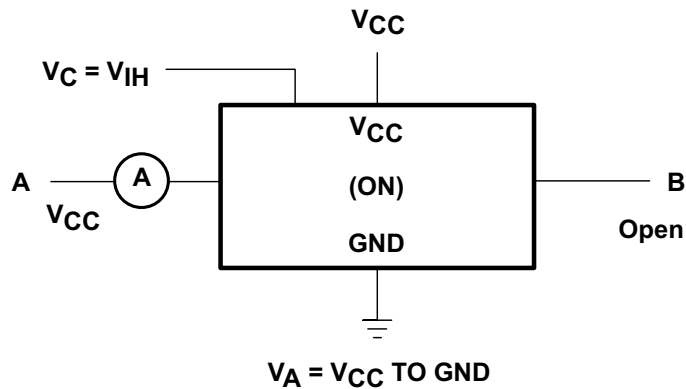 VCC
VC = VIH
VCC
A
A
(ON)
B
VCC
GND
Open
VA = VCC TO GND